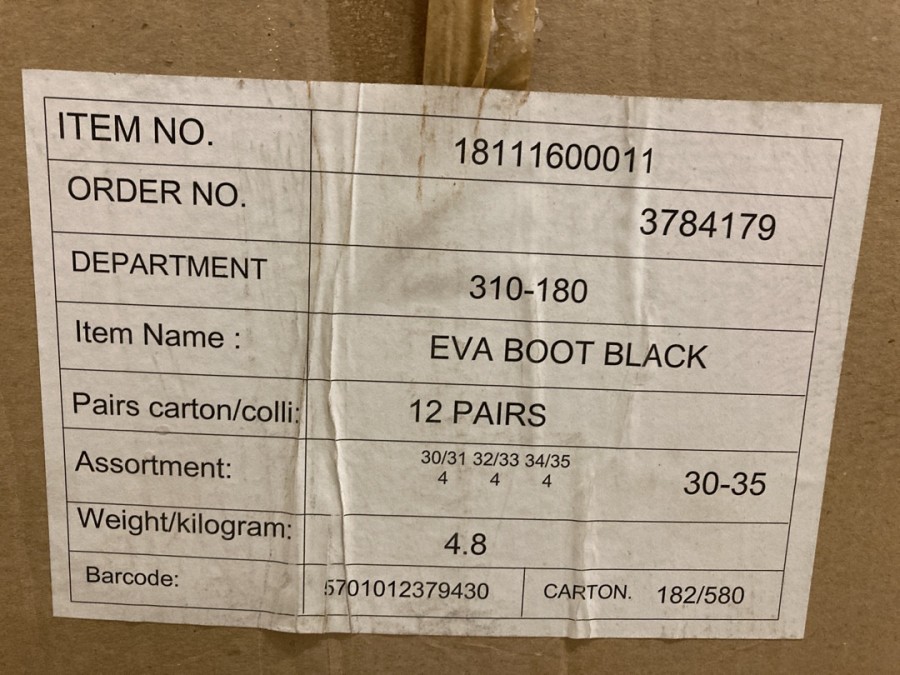 ITEM NO. 18111600011
ORDER NO. 3784179
DEPARTMENT 310-180
Item Name : EVA BOOT BLACK
Pairs carton/colli: 12 PAIRS
Assortment: 30/31 32/33 34/35 30-35
4 4 4
Weight/kilogram: 4.8
Barcode: 5701012379430 CARTON. 182/580